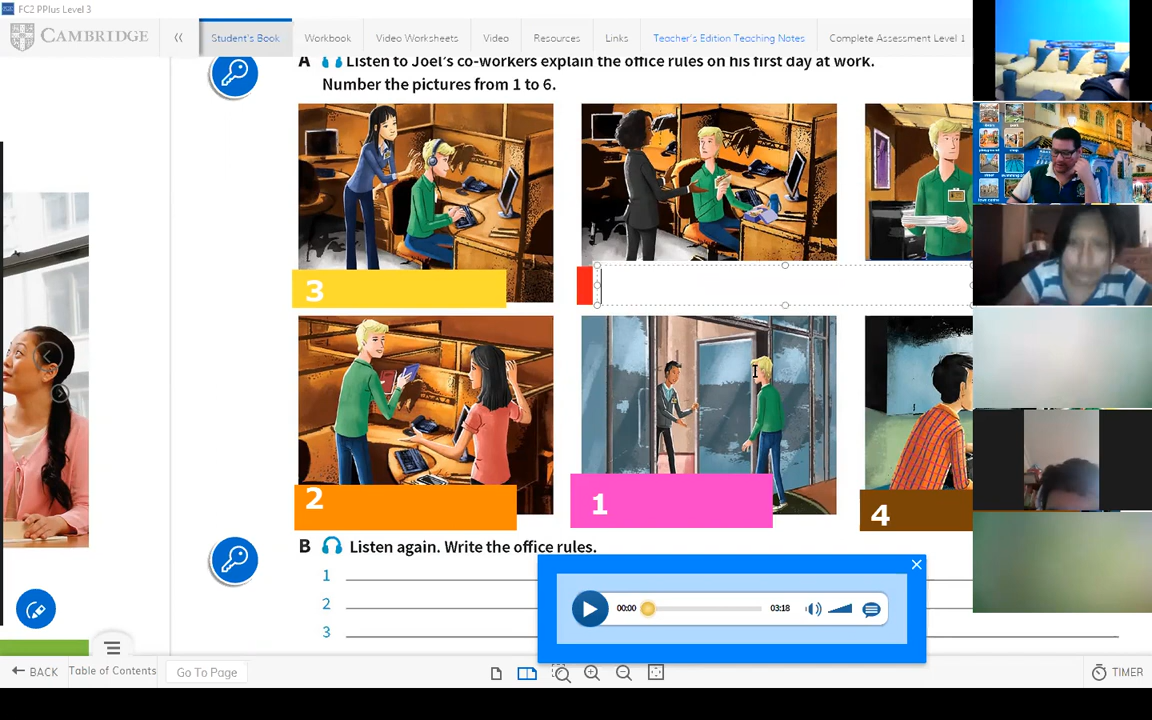 FC2 PPlus Level 3
CAMBRIDGE
Student's Book
Workbook
Video Worksheets
Video
Resources
Links
Teacher's Edition Teaching Notes
Complete Assessment Level 1
A Listen to Joel's co-workers explain the office rules on his first day at work.
Number the pictures from 1 to 6.
3
2
1
4
B Listen again. Write the office rules.
1
2
3
00:00
03:18
BACK
Table of Contents
Go To Page
TIMER